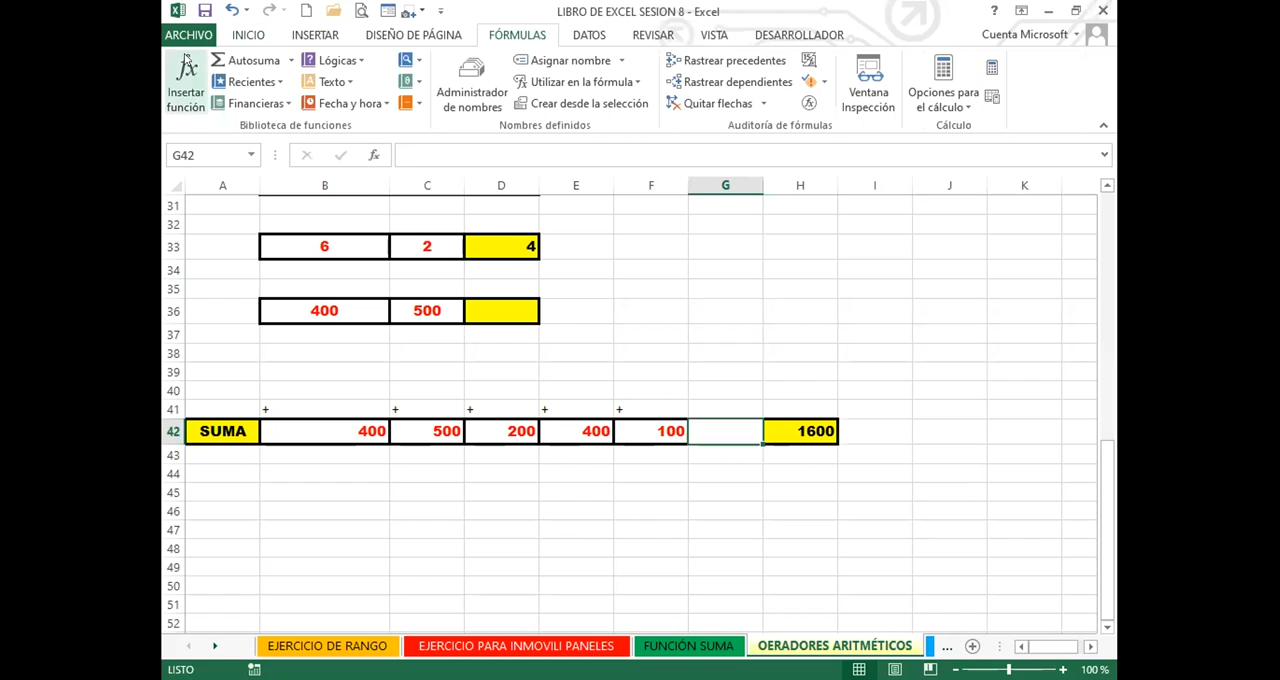 LIBRO DE EXCEL SESION 8 - Excel
?
ARCHIVO INICIO INSERTAR DISEÑO DE PÁGINA FÓRMULAS DATOS REVISAR VISTA DESARROLLADOR Cuenta Microsoft
fx Insertar función
Σ Autosuma Lógicas
Recientes Texto
Financieras Fecha y hora
Biblioteca de funciones
Administrador de nombres
Asignar nombre
Utilizar en la fórmula
Crear desde la selección
Nombres definidos
Rastrear precedentes
Rastrear dependientes
Quitar flechas
Auditoría de fórmulas
Ventana Inspección
Opciones para el cálculo
Cálculo
G42 fx
A B C D E F G H I J K
31
32
33 6 2 4
34
35
36 400 500
37
38
39
40
41 + + + + +
42 SUMA 400 500 200 400 100 1600
43
44
45
46
47
48
49
50
51
52
EJERCICIO DE RANGO EJERCICIO PARA INMOVILI PANELES FUNCIÓN SUMA OERADORES ARITMÉTICOS ...
LISTO 100 %